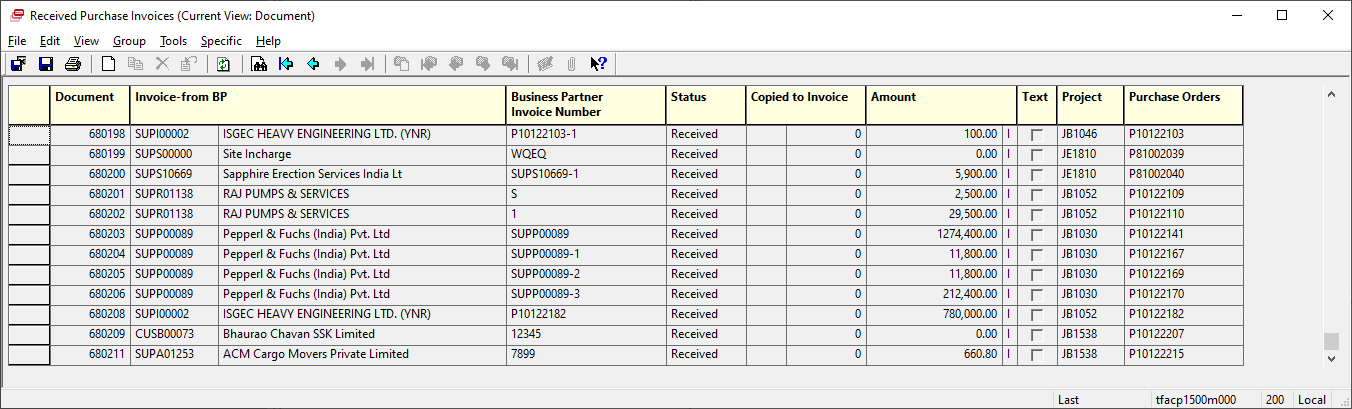 Received Purchase Invoices (Current View: Document)
File Edit View Group Tools Specific Help
Document Invoice-from BP Business Partner Invoice Number Status Copied to Invoice Amount Text Project Purchase Orders
680198 SUPI00002 ISGEC HEAVY ENGINEERING LTD. (YNR) P10122103-1 Received 0 100.00 I JB1046 P10122103
680199 SUPS00000 Site Incharge WQEQ Received 0 0.00 I JE1810 P81002039
680200 SUPS10669 Sapphire Erection Services India Lt SUPS10669-1 Received 0 5,900.00 I JE1810 P81002040
680201 SUPR01138 RAJ PUMPS & SERVICES S Received 0 2,500.00 I JB1052 P10122109
680202 SUPR01138 RAJ PUMPS & SERVICES 1 Received 0 29,500.00 I JB1052 P10122110
680203 SUPP00089 Pepperl & Fuchs (India) Pvt. Ltd SUPP00089 Received 0 1274,400.00 I JB1030 P10122141
680204 SUPP00089 Pepperl & Fuchs (India) Pvt. Ltd SUPP00089-1 Received 0 11,800.00 I JB1030 P10122167
680205 SUPP00089 Pepperl & Fuchs (India) Pvt. Ltd SUPP00089-2 Received 0 11,800.00 I JB1030 P10122169
680206 SUPP00089 Pepperl & Fuchs (India) Pvt. Ltd SUPP00089-3 Received 0 212,400.00 I JB1030 P10122170
680208 SUPI00002 ISGEC HEAVY ENGINEERING LTD. (YNR) P10122182 Received 0 780,000.00 I JB1052 P10122182
680209 CUSB00073 Bhaurao Chavan SSK Limited 12345 Received 0 0.00 I JB1538 P10122207
680211 SUPA01253 ACM Cargo Movers Private Limited 7899 Received 0 660.80 I JB1538 P10122215
Last tfacp1500m000 200 Local